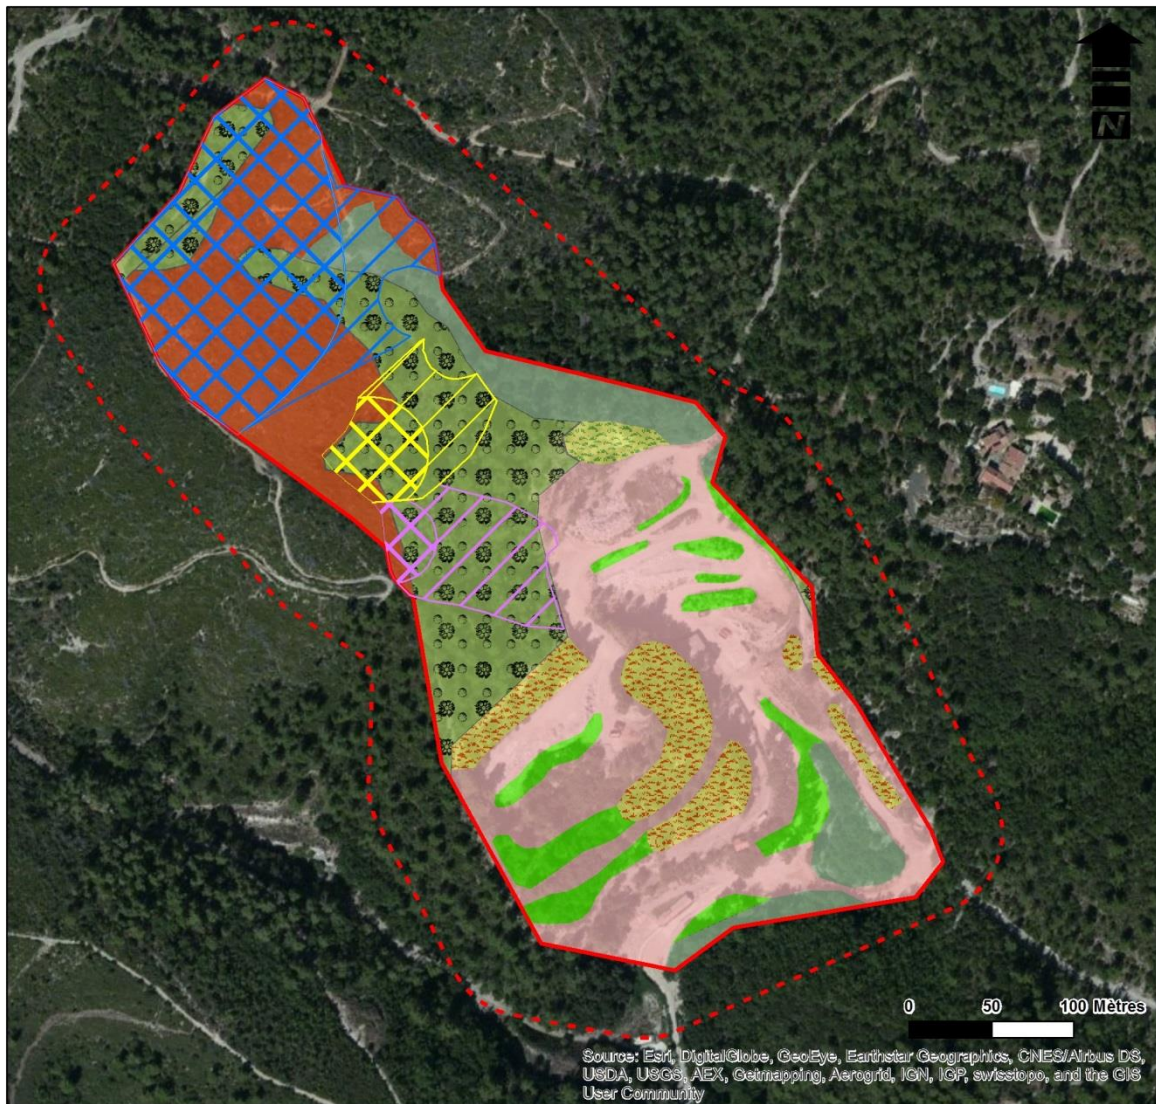 N
0 50 100 Mètres
Source: Esri, DigitalGlobe, GeoEye, Earthstar Geographics, CNES/Airbus DS,
USDA, USGS, AEX, Getmapping, Aerogrid, IGN, IGP, swisstopo, and the GIS
User Community